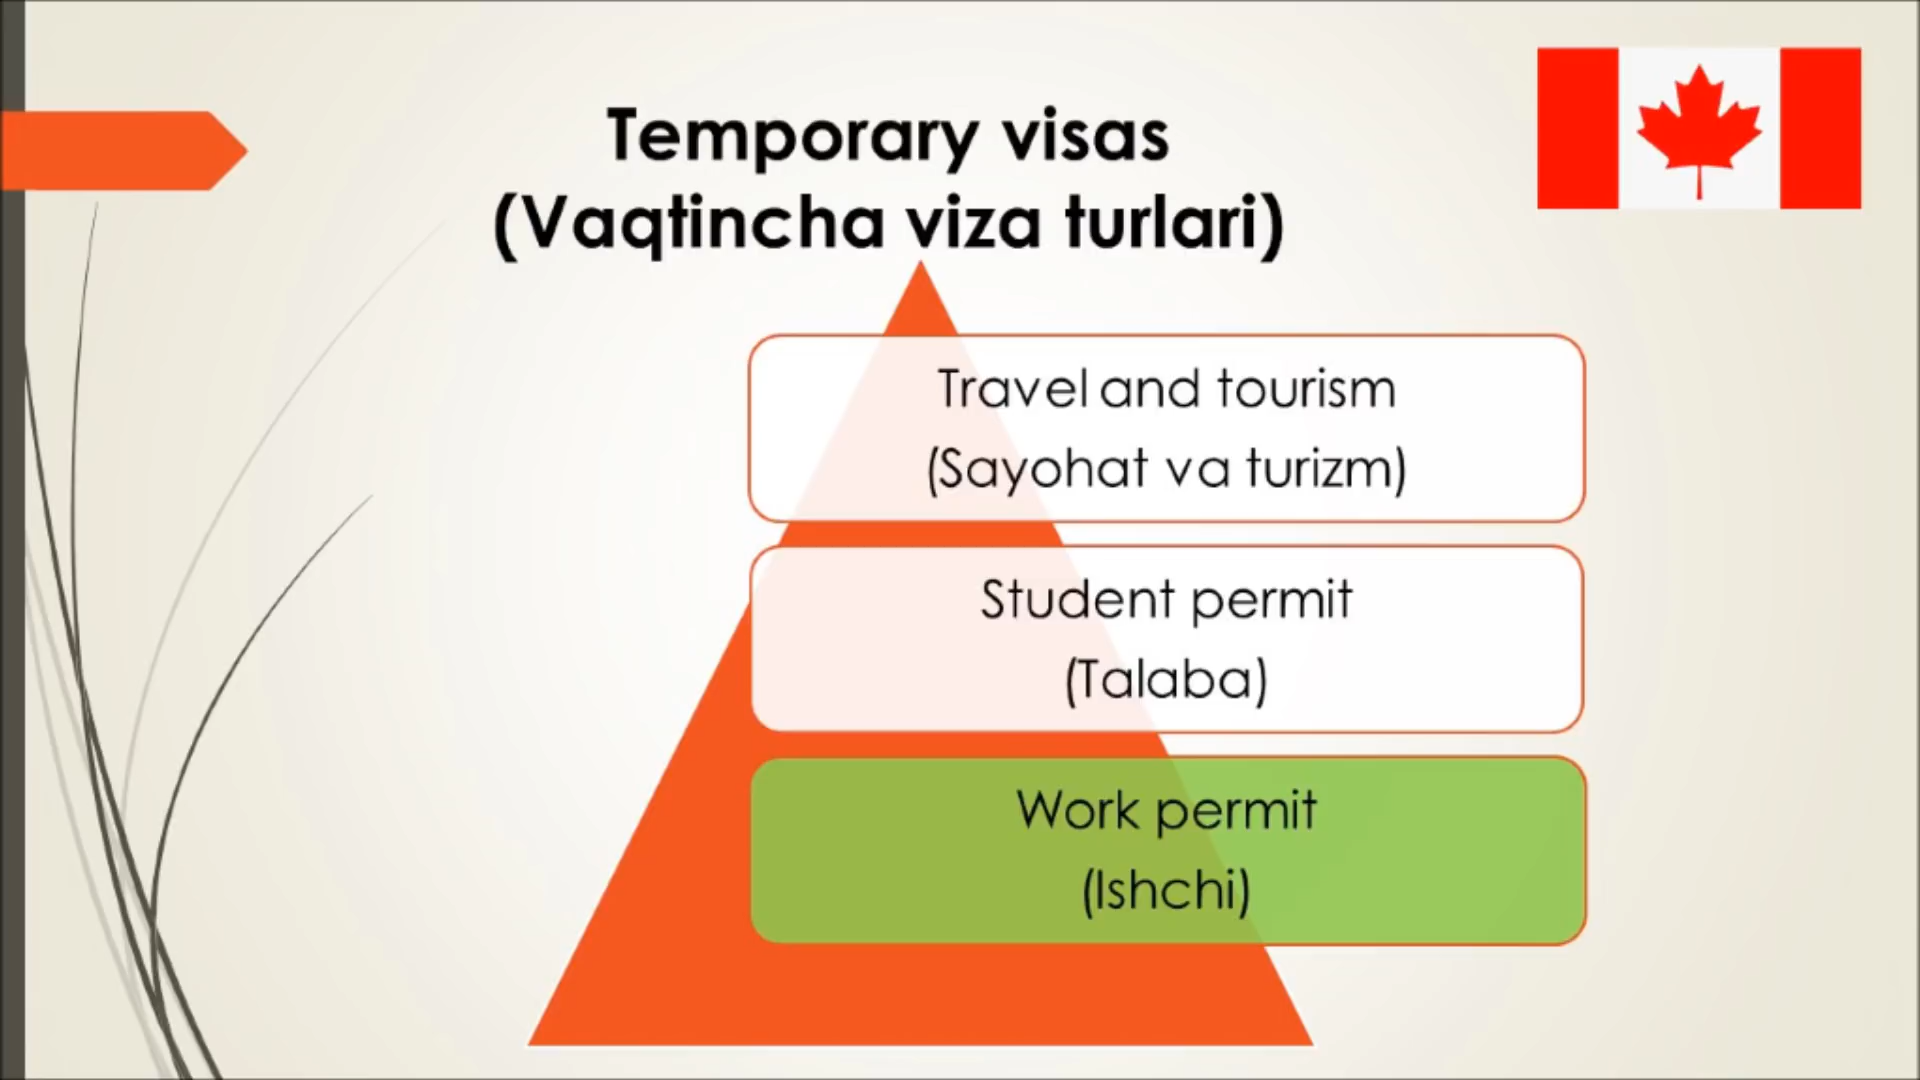 Temporary visas
(Vaqtincha viza turlari)
Travel and tourism
(Sayohat va turizm)
Student permit
(Talaba)
Work permit
(Ishchi)